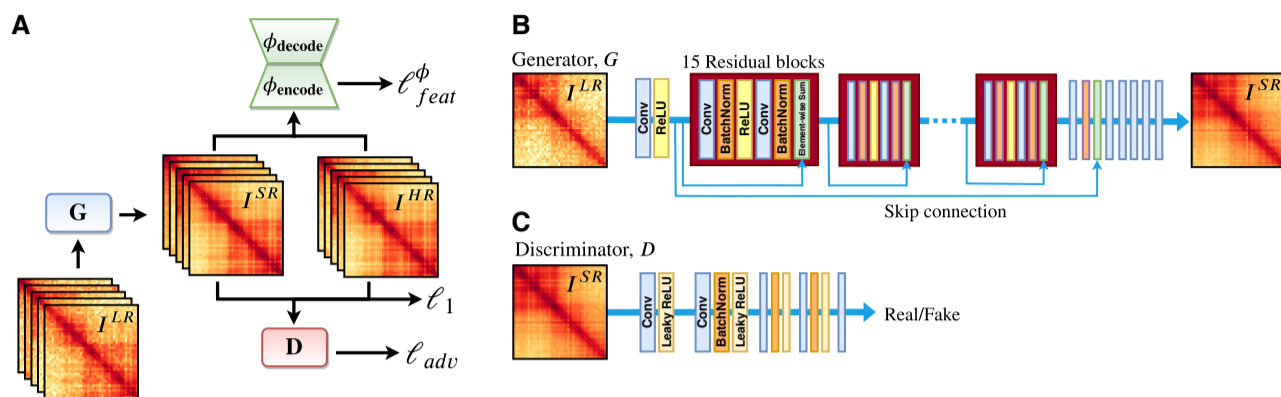 A
ϕdecode
ϕencode
ℓϕfeat
ISR
IHR
G
ILR
ℓ1
D
ℓadv
B
Generator, G
15 Residual blocks
ILR
Conv
ReLU
Conv
BatchNorm
ReLU
Conv
BatchNorm
Element-wise Sum
ISR
Skip connection
C
Discriminator, D
ISR
Conv
Leaky ReLU
Conv
BatchNorm
Leaky ReLU
Real/Fake